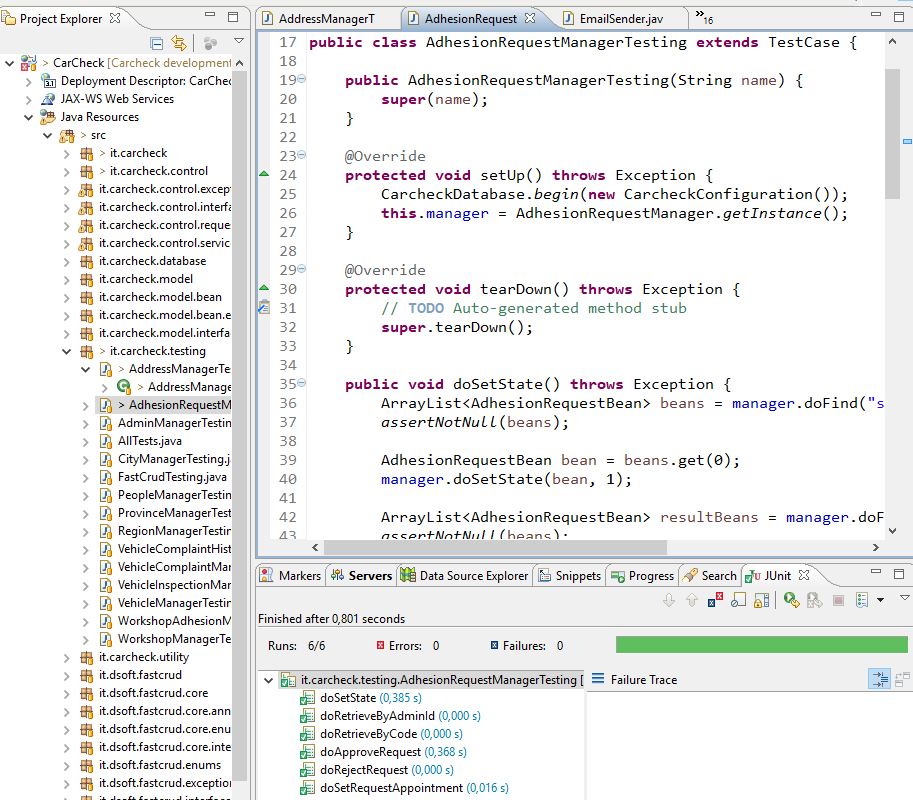 Project Explorer
> CarCheck [Carcheck development
Deployment Descriptor: CarChec
JAX-WS Web Services
Java Resources
> src
> it.carcheck
> it.carcheck.control
it.carcheck.control.except
it.carcheck.control.interfa
it.carcheck.control.reque
it.carcheck.control.servic
it.carcheck.database
it.carcheck.model
it.carcheck.model.bean
it.carcheck.model.bean.e
it.carcheck.model.interfa
> it.carcheck.testing
> AddressManagerTe
> AddressManage
> AdhesionRequestM
AdminManagerTestin
AllTests.java
CityManagerTesting.j
FastCrudTesting.java
PeopleManagerTestin
ProvinceManagerTest
RegionManagerTestin
VehicleComplaintHist
VehicleComplaintMar
VehicleInspectionMar
VehicleManagerTestin
WorkshopAdhesionM
WorkshopManagerTe
it.carcheck.utility
it.dsoft.fastcrud
it.dsoft.fastcrud.core
it.dsoft.fastcrud.core.ann
it.dsoft.fastcrud.core.enu
it.dsoft.fastcrud.core.inte
it.dsoft.fastcrud.enums
it.dsoft.fastcrud.exception
it.dsoft.fastcrud.interface
AddressManagerT
AdhesionRequest
EmailSender.java
»16
17 public class AdhesionRequestManagerTesting extends TestCase {
18
19 public AdhesionRequestManagerTesting(String name) {
20 super(name);
21 }
22
23 @Override
24 protected void setUp() throws Exception {
25 CarcheckDatabase.begin(new CarcheckConfiguration());
26 this.manager = AdhesionRequestManager.getInstance();
27 }
28
29 @Override
30 protected void tearDown() throws Exception {
31 // TODO Auto-generated method stub
32 super.tearDown();
33 }
34
35 public void doSetState() throws Exception {
36 ArrayList<AdhesionRequestBean> beans = manager.doFind("s
37 assertNotNull(beans);
38
39 AdhesionRequestBean bean = beans.get(0);
40 manager.doSetState(bean, 1);
41
42 ArrayList<AdhesionRequestBean> resultBeans = manager.doF
43 assertNotNull(beans);
Markers
Servers
Data Source Explorer
Snippets
Progress
Search
JUnit
Finished after 0,801 seconds
Runs: 6/6
Errors: 0
Failures: 0
it.carcheck.testing.AdhesionRequestManagerTesting [
doSetState (0,385 s)
doRetrieveByAdminId (0,000 s)
doRetrieveByCode (0,000 s)
doApproveRequest (0,368 s)
doRejectRequest (0,000 s)
doSetRequestAppointment (0,016 s)
Failure Trace